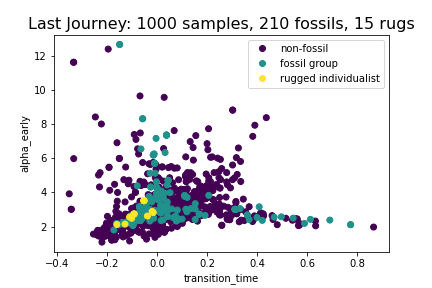 Last Journey: 1000 samples, 210 fossils, 15 rugs
non-fossil
fossil group
rugged individualist
alpha_early
12
10
8
6
4
2
−0.4
−0.2
0.0
0.2
0.4
0.6
0.8
transition_time